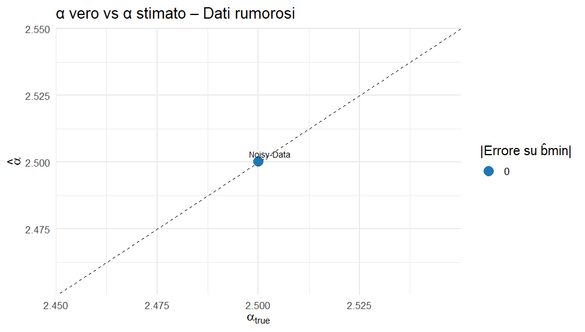 α vero vs α stimato – Dati rumorosi
2.550
2.525
2.500
2.475
α̂
Noisy-Data
2.450
2.475
2.500
2.525
αtrue
|Errore su b̂min|
0